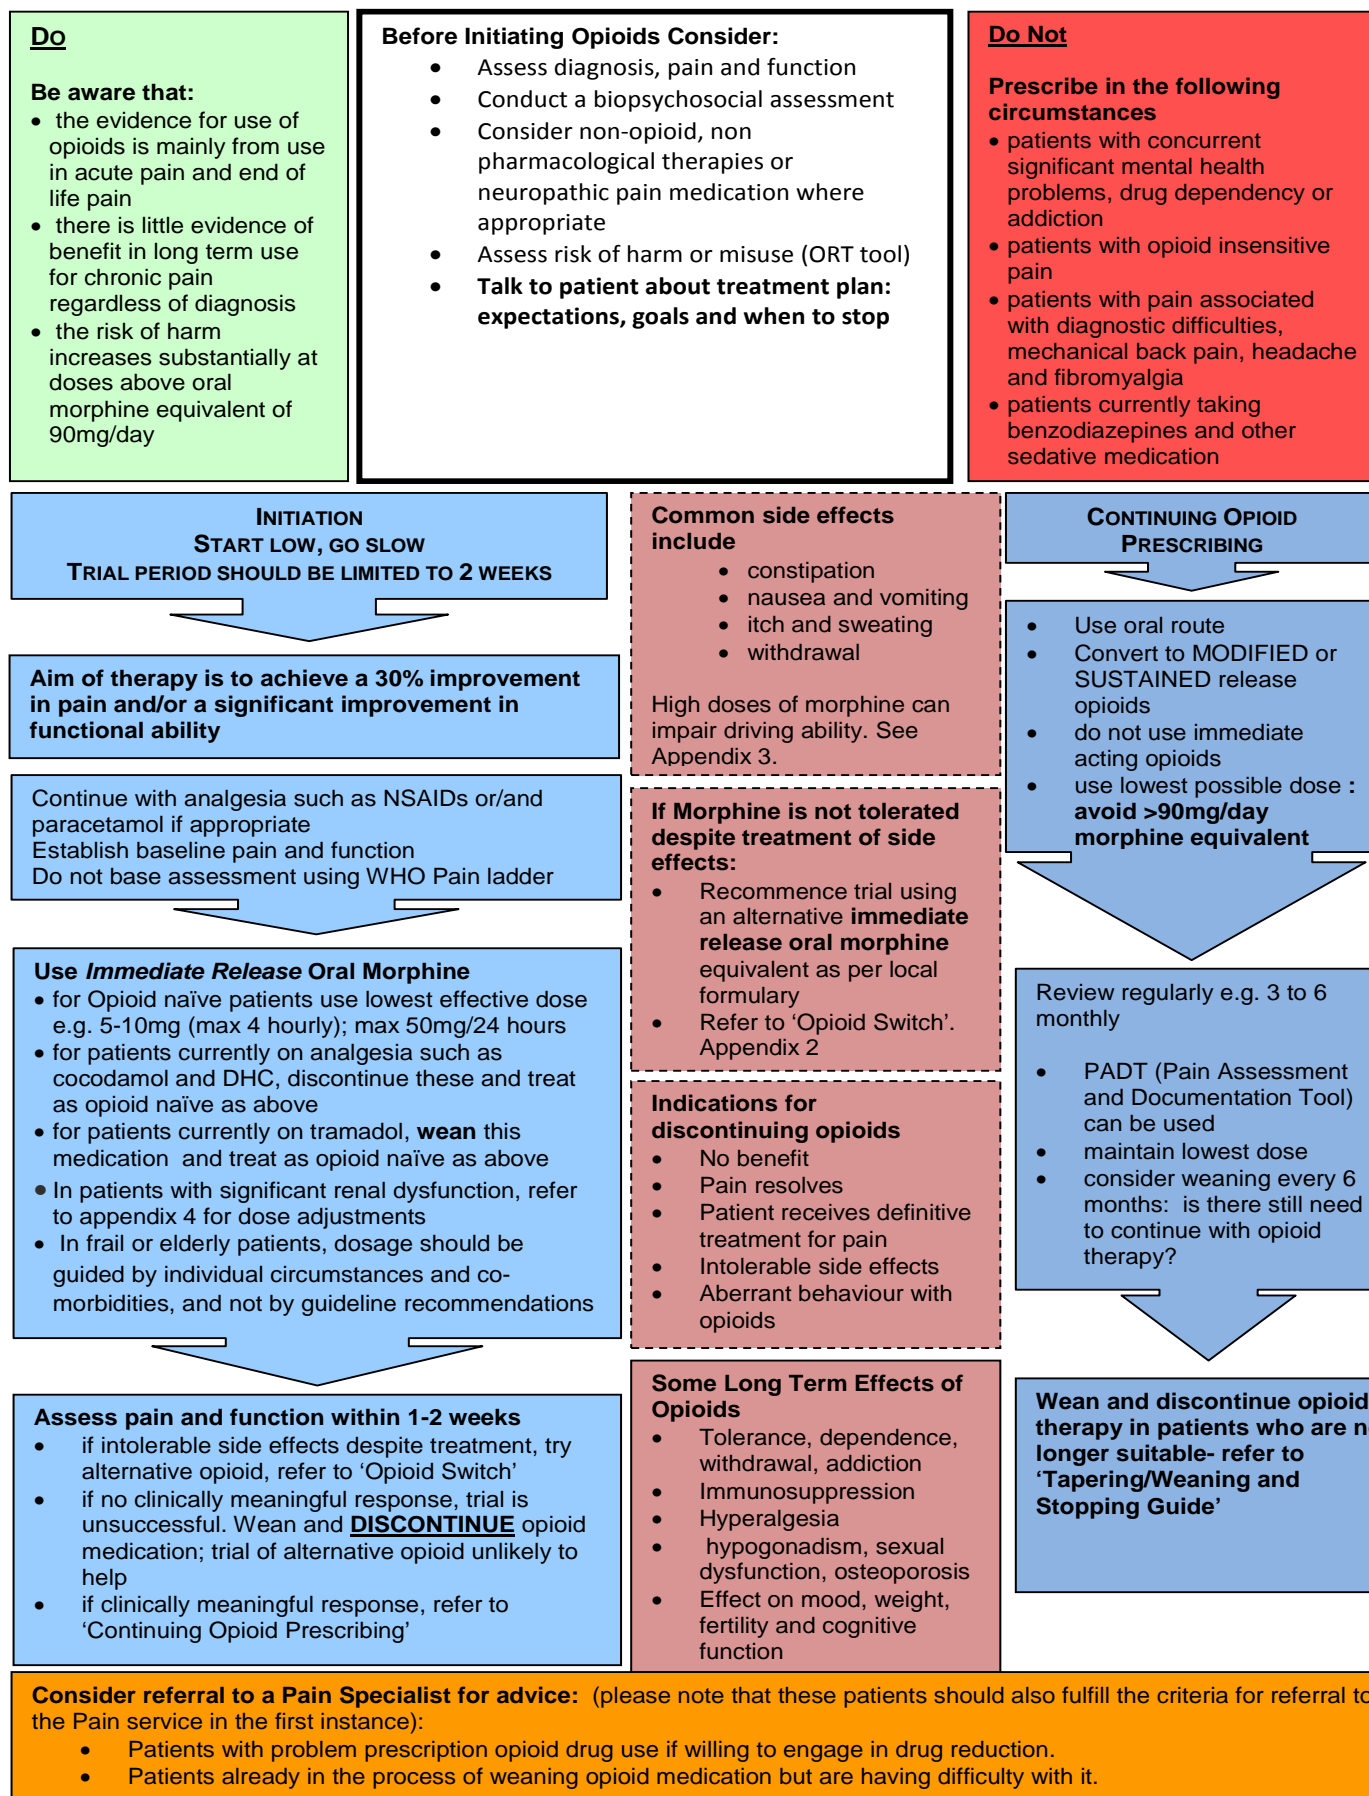 Do
Be aware that:
• the evidence for use of
opioids is mainly from use
in acute pain and end of
life pain
• there is little evidence of
benefit in long term use
for chronic pain
regardless of diagnosis
• the risk of harm
increases substantially at
doses above oral
morphine equivalent of
90mg/day
Before Initiating Opioids Consider:
• Assess diagnosis, pain and function
• Conduct a biopsychosocial assessment
• Consider non-opioid, non
pharmacological therapies or
neuropathic pain medication where
appropriate
• Assess risk of harm or misuse (ORT tool)
• Talk to patient about treatment plan:
expectations, goals and when to stop
Do Not
Prescribe in the following
circumstances
• patients with concurrent
significant mental health
problems, drug dependency or
addiction
• patients with opioid insensitive
pain
• patients with pain associated
with diagnostic difficulties,
mechanical back pain, headache
and fibromyalgia
• patients currently taking
benzodiazepines and other
sedative medication
INITIATION
START LOW, GO SLOW
TRIAL PERIOD SHOULD BE LIMITED TO 2 WEEKS
Aim of therapy is to achieve a 30% improvement
in pain and/or a significant improvement in
functional ability
Continue with analgesia such as NSAIDs or/and
paracetamol if appropriate
Establish baseline pain and function
Do not base assessment using WHO Pain ladder
Use Immediate Release Oral Morphine
• for Opioid naïve patients use lowest effective dose
e.g. 5-10mg (max 4 hourly); max 50mg/24 hours
• for patients currently on analgesia such as
cocodamol and DHC, discontinue these and treat
as opioid naïve as above
• for patients currently on tramadol, wean this
medication and treat as opioid naïve as above
• In patients with significant renal dysfunction, refer
to appendix 4 for dose adjustments
• In frail or elderly patients, dosage should be
guided by individual circumstances and co-
morbidities, and not by guideline recommendations
Assess pain and function within 1-2 weeks
• if intolerable side effects despite treatment, try
alternative opioid, refer to ‘Opioid Switch’
• if no clinically meaningful response, trial is
unsuccessful. Wean and DISCONTINUE opioid
medication; trial of alternative opioid unlikely to
help
• if clinically meaningful response, refer to
‘Continuing Opioid Prescribing’
Common side effects
include
• constipation
• nausea and vomiting
• itch and sweating
• withdrawal
High doses of morphine can
impair driving ability. See
Appendix 3.
If Morphine is not tolerated
despite treatment of side
effects:
• Recommence trial using
an alternative immediate
release oral morphine
equivalent as per local
formulary
• Refer to ‘Opioid Switch’.
Appendix 2
Indications for
discontinuing opioids
• No benefit
• Pain resolves
• Patient receives definitive
treatment for pain
• Intolerable side effects
• Aberrant behaviour with
opioids
Some Long Term Effects of
Opioids
• Tolerance, dependence,
withdrawal, addiction
• Immunosuppression
• Hyperalgesia
• hypogonadism, sexual
dysfunction, osteoporosis
• Effect on mood, weight,
fertility and cognitive
function
CONTINUING OPIOID
PRESCRIBING
• Use oral route
• Convert to MODIFIED or
SUSTAINED release
opioids
• do not use immediate
acting opioids
• use lowest possible dose :
avoid >90mg/day
morphine equivalent
Review regularly e.g. 3 to 6
monthly
• PADT (Pain Assessment
and Documentation Tool)
can be used
• maintain lowest dose
• consider weaning every 6
months: is there still need
to continue with opioid
therapy?
Wean and discontinue opioid
therapy in patients who are n
longer suitable- refer to
‘Tapering/Weaning and
Stopping Guide’
Consider referral to a Pain Specialist for advice: (please note that these patients should also fulfill the criteria for referral to
the Pain service in the first instance):
• Patients with problem prescription opioid drug use if willing to engage in drug reduction.
• Patients already in the process of weaning opioid medication but are having difficulty with it.